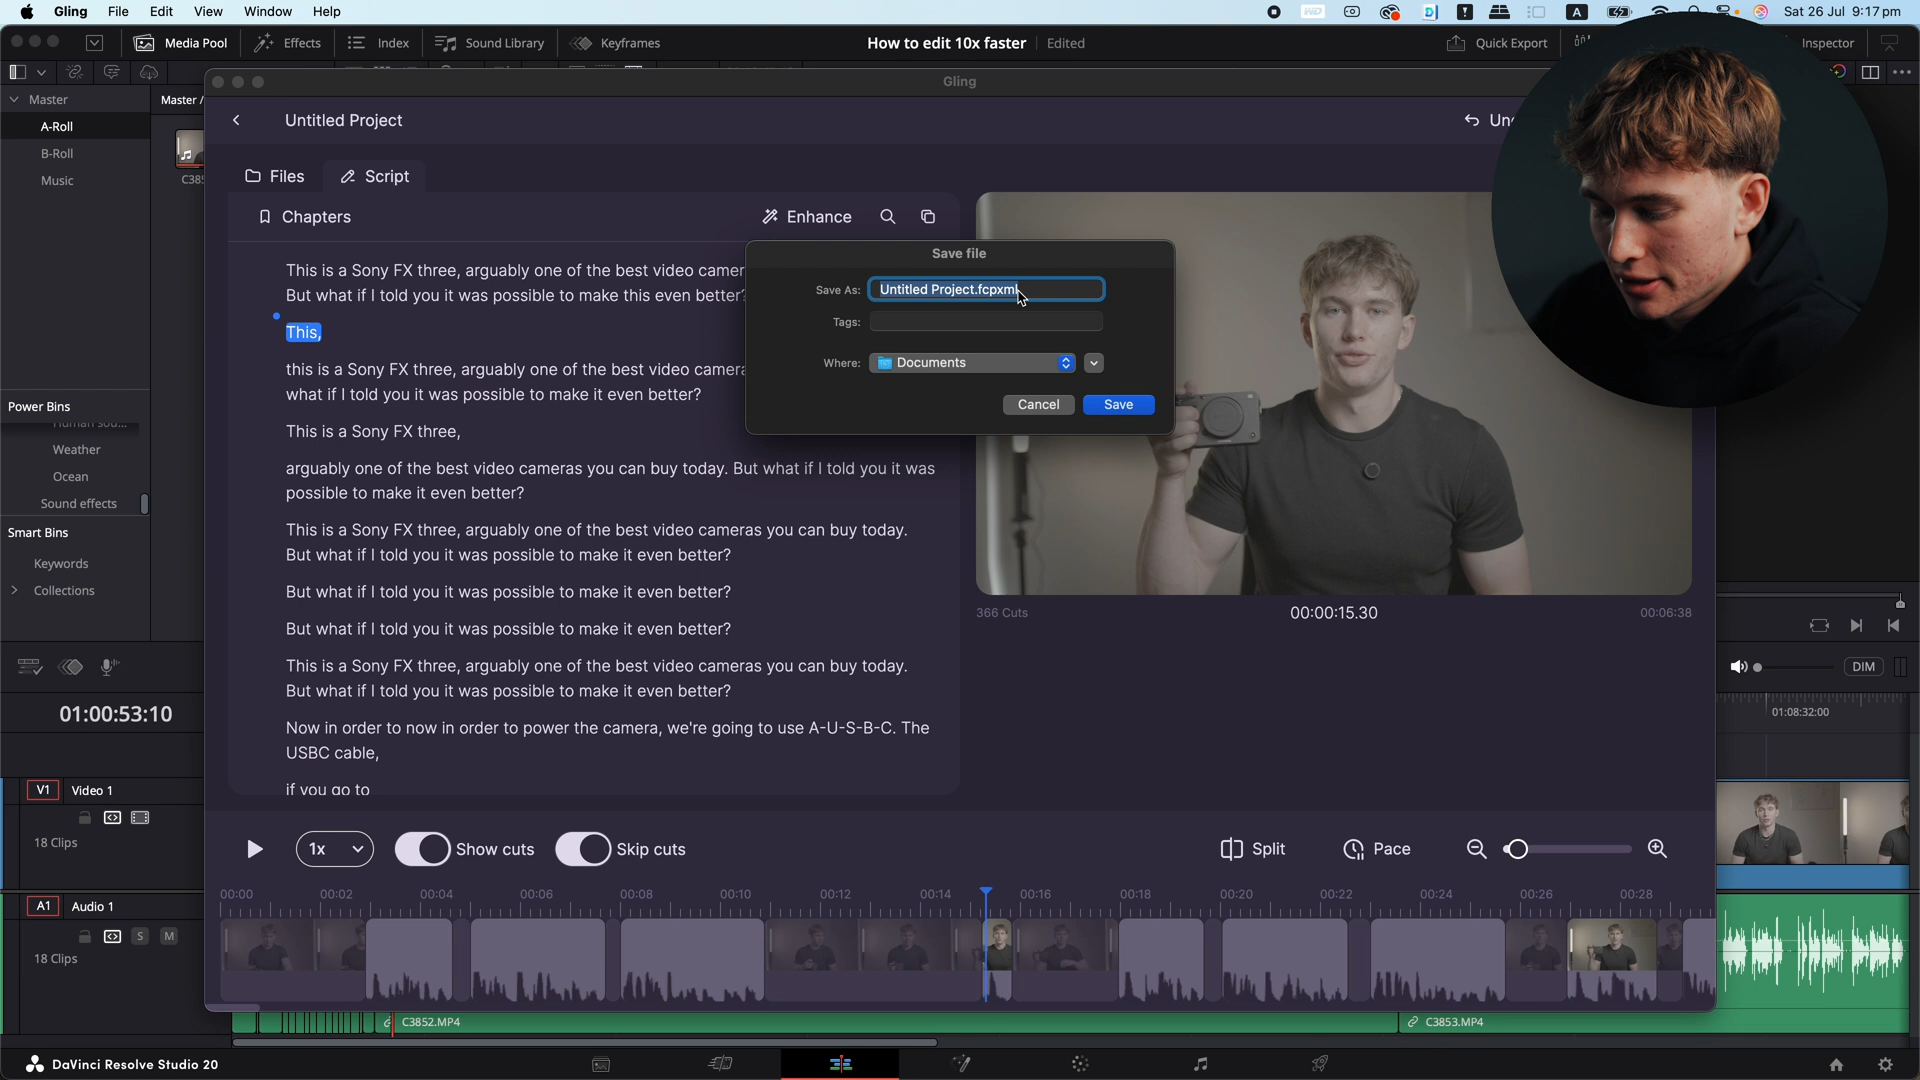 Gling File Edit View Window Help
A
Sat 26 Jul 9:17 pm
Media Pool Effects Index Sound Library Keyframes
How to edit 10x faster Edited
Quick Export Inspector
Master
A-Roll
B-Roll
Music
Power Bins
Weather
Ocean
Sound effects
Smart Bins
Keywords
Collections
Master /
Gling
Untitled Project
Files Script
Chapters
Enhance
This is a Sony FX three, arguably one of the best video
But what if I told you it was possible to make this even better?
This,
this is a Sony FX three, arguably one of the best video
what if I told you it was possible to make it even better?
This is a Sony FX three,
arguably one of the best video cameras you can buy today. But what if I told you it was
possible to make it even better?
This is a Sony FX three, arguably one of the best video cameras you can buy today.
But what if I told you it was possible to make it even better?
But what if I told you it was possible to make it even better?
But what if I told you it was possible to make it even better?
This is a Sony FX three, arguably one of the best video cameras you can buy today.
But what if I told you it was possible to make it even better?
Now in order to now in order to power the camera, we're going to use A-U-S-B-C. The
USBC cable,
if you go to
Save file
Save As: Untitled Project.fcpxml
Tags:
Where: Documents
Cancel Save
366 Cuts 00:00:15.30 00:06:38
1x Show cuts Skip cuts Split Pace
00:00 00:02 00:04 00:06 00:08 00:10 00:12 00:14 00:16 00:18 00:20 00:22 00:24 00:26 00:28
DIM
01:00:53:10
01:08:32:00
V1 Video 1
18 Clips
A1 Audio 1
S M
18 Clips
C3852.MP4 C3853.MP4
DaVinci Resolve Studio 20